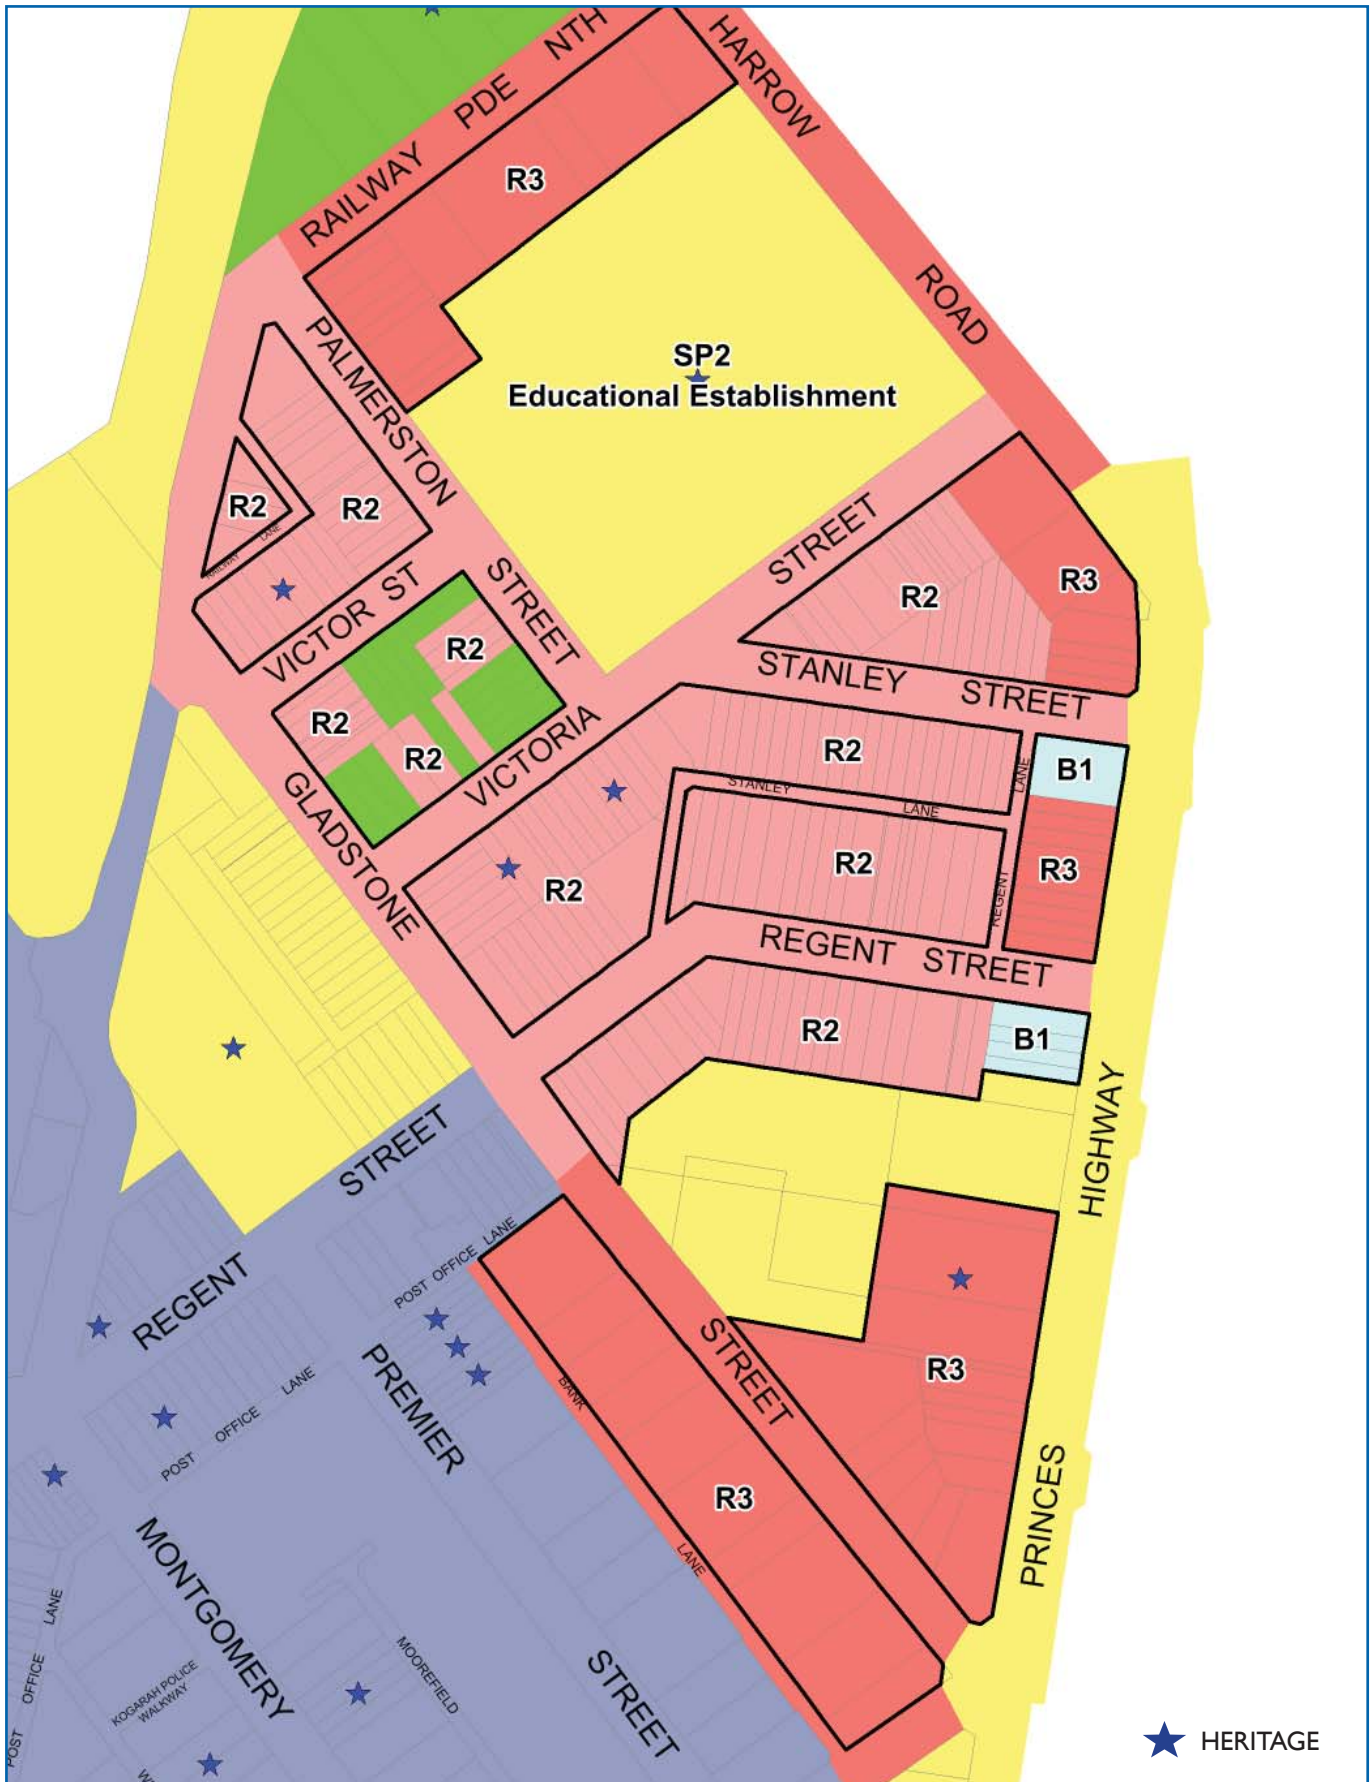 RAILWAY PDE NTH
HARROW
ROAD
R3
SP2
Educational Establishment
PALMERSTON
STREET
R2
R2
RAILWAY LANE
VICTOR ST
STREET
R2
R3
STANLEY STREET
R2
R2
R2
VICTORIA
GLADSTONE
R2
STANLEY LANE
LANE
B1
R2
R2
R3
REGENT
REGENT STREET
R2
B1
HIGHWAY
STREET
REGENT
POST OFFICE LANE
POST OFFICE LANE
PREMIER
BANK
STREET
R3
R3
LANE
PRINCES
MONTGOMERY
POST OFFICE LANE
KOGARAH POLICE
WALKWAY
MOOREFIELD
STREET
HERITAGE